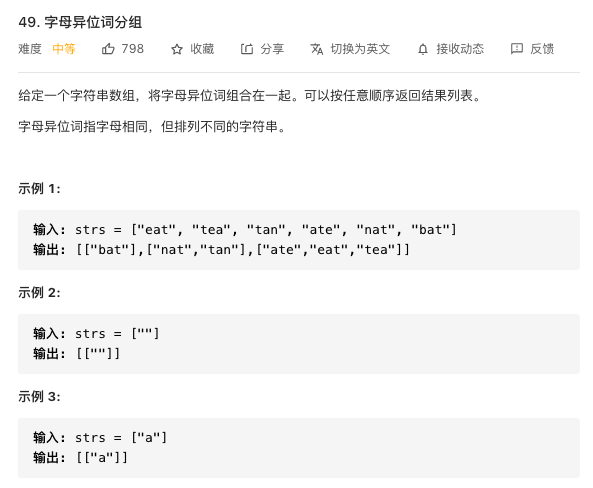 49. 字母异位词分组
难度 中等 798 收藏 分享 切换为英文 接收动态 反馈
给定一个字符串数组，将字母异位词组合在一起。可以按任意顺序返回结果列表。
字母异位词指字母相同，但排列不同的字符串。
示例 1:
输入: strs = ["eat", "tea", "tan", "ate", "nat", "bat"]
输出: [["bat"],["nat","tan"],["ate","eat","tea"]]
示例 2:
输入: strs = [""]
输出: [[""]]
示例 3:
输入: strs = ["a"]
输出: [["a"]]